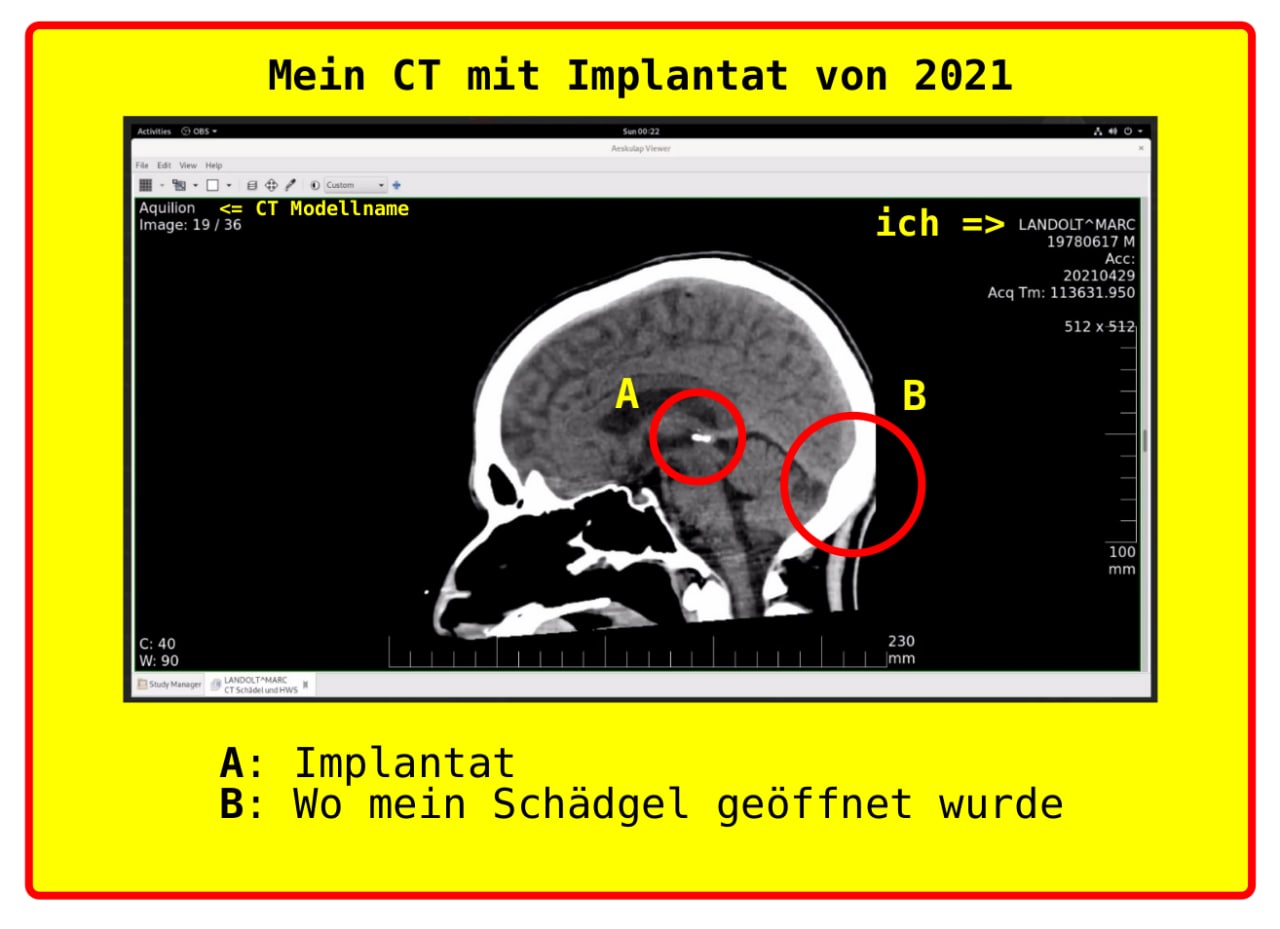 Mein CT mit Implantat von 2021
Activities OBS
Sun 00:22
Aeskulap Viewer
File Edit View Help
Custom
Aquilion <= CT Modellname
Image: 19 / 36
ich => LANDOLT^MARC
19780617 M
Acc:
20210429
Acq Tm: 113631.950
512 x 512
A
B
100
mm
C: 40
W: 90
230
mm
Study Manager
LANDOLT^MARC
CT Schädel und HWS
A: Implantat
B: Wo mein Schädgel geöffnet wurde